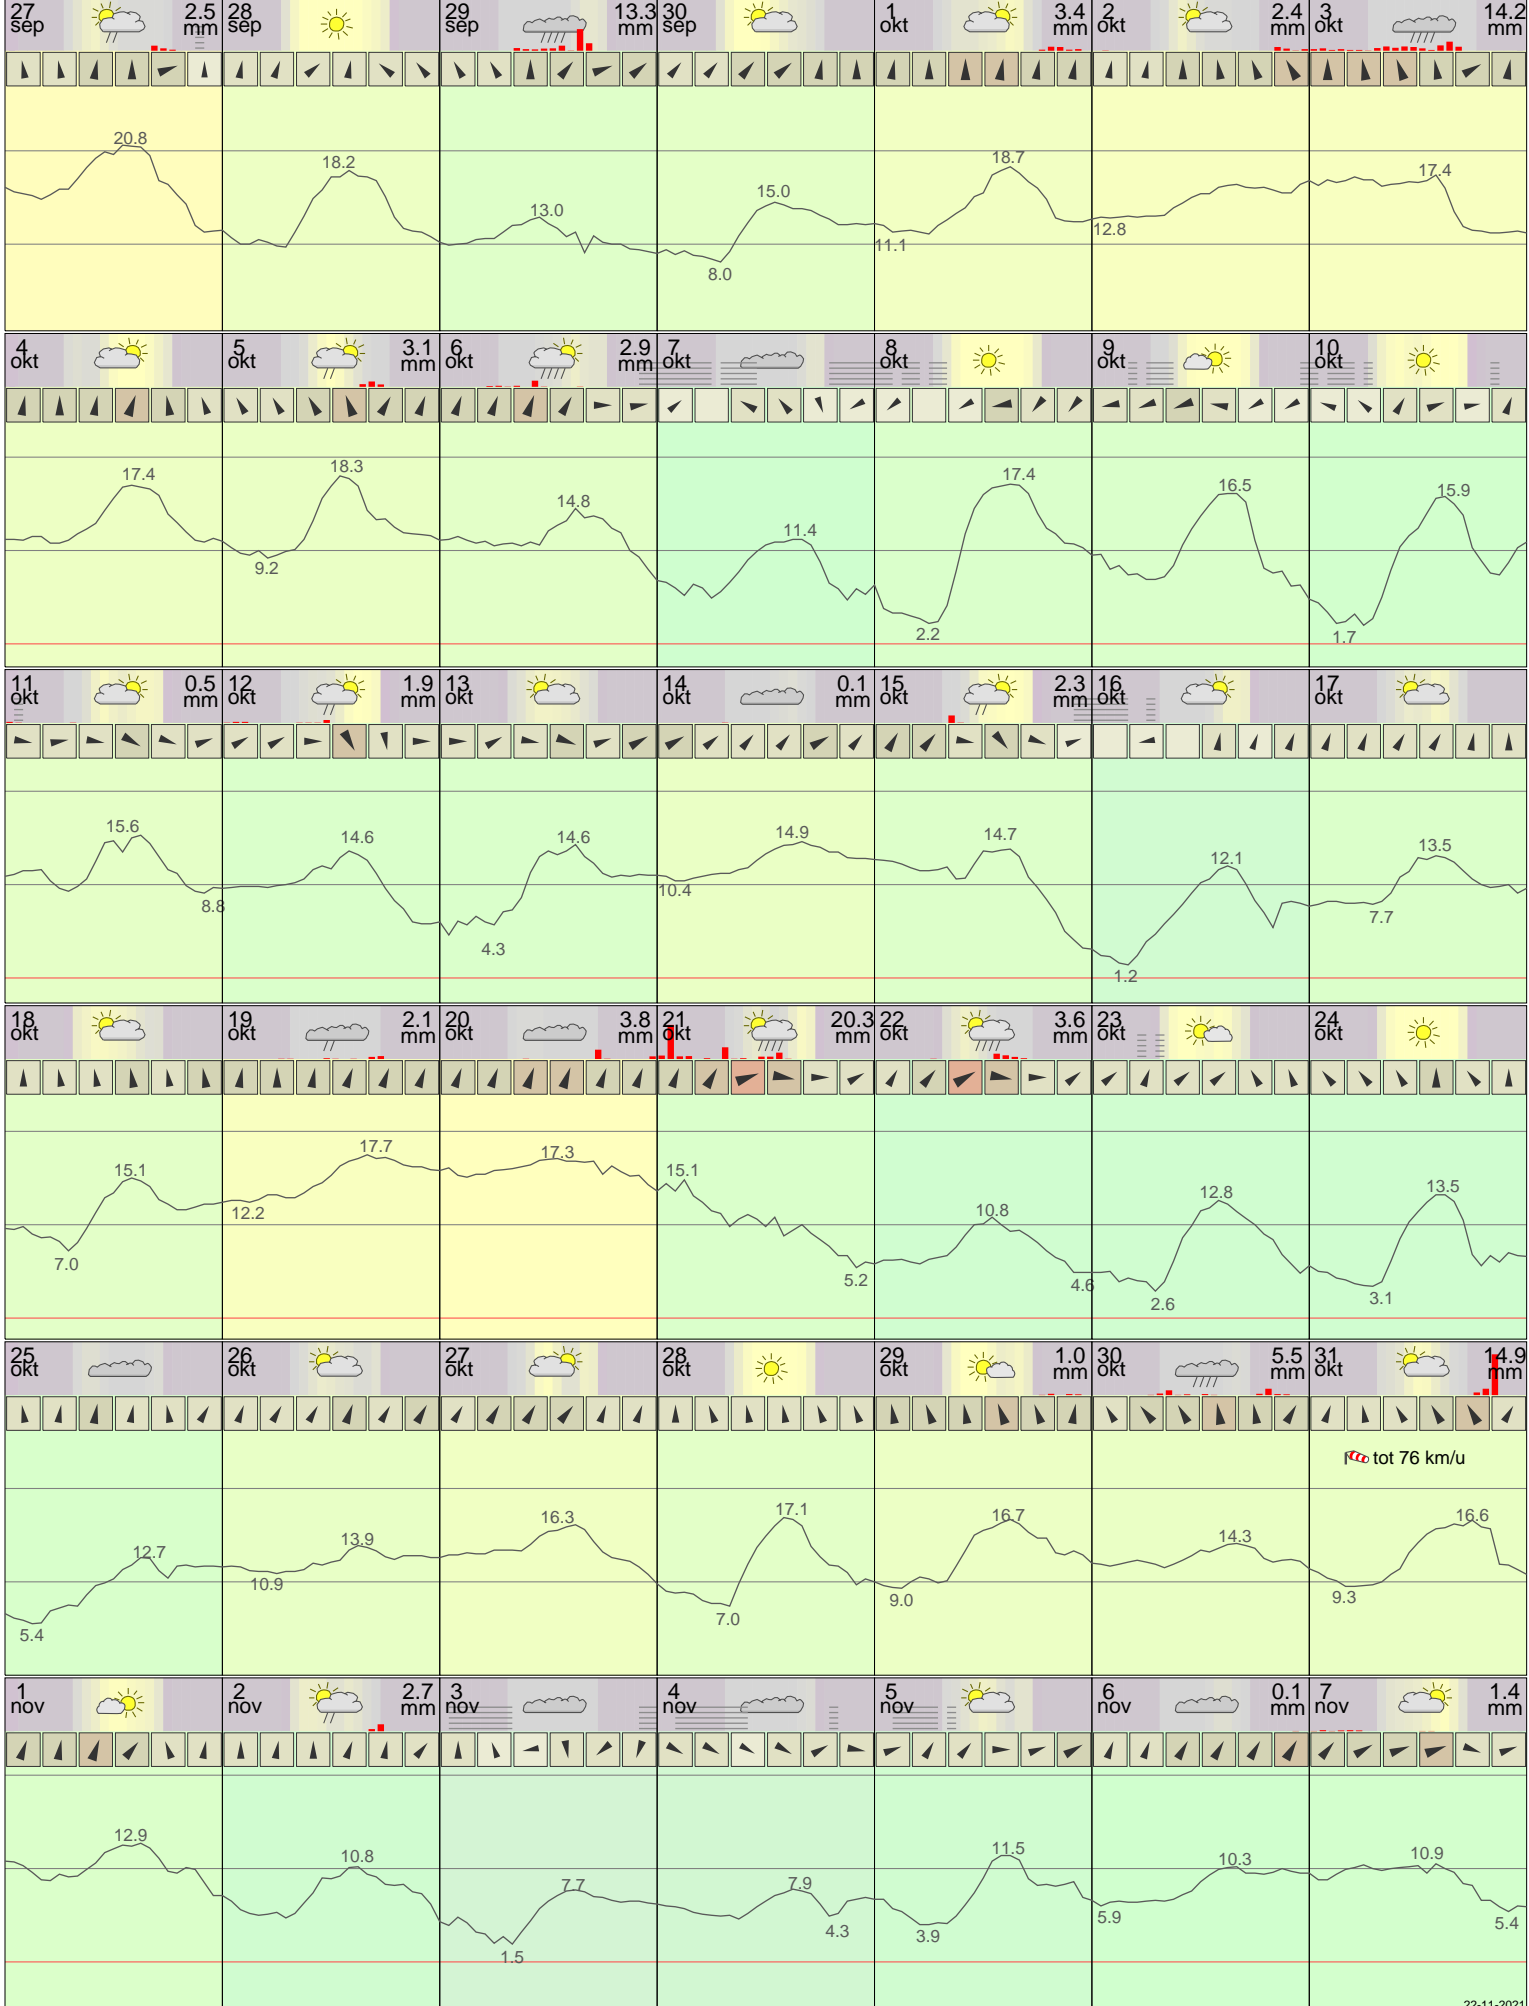 27 sep 2.5 mm 28 sep 29 sep 13.3 mm 30 sep 1 okt 3.4 mm 2 okt 2.4 mm 3 okt 14.2 mm
20.8 18.2 13.0 8.0 15.0 11.1 18.7 12.8 17.4
4 okt 5 okt 3.1 mm 6 okt 2.9 mm 7 okt 8 okt 9 okt 10 okt
17.4 9.2 18.3 14.8 11.4 2.2 17.4 16.5 1.7 15.9
11 okt 0.5 mm 12 okt 1.9 mm 13 okt 14 okt 0.1 mm 15 okt 2.3 mm 16 okt 17 okt
15.6 8.8 14.6 4.3 14.6 10.4 14.9 14.7 1.2 12.1 7.7 13.5
18 okt 19 okt 2.1 mm 20 okt 3.8 mm 21 okt 20.3 mm 22 okt 3.6 mm 23 okt 24 okt
7.0 15.1 12.2 17.7 17.3 15.1 5.2 10.8 4.6 2.6 12.8 3.1 13.5
25 okt 26 okt 27 okt 28 okt 29 okt 1.0 mm 30 okt 5.5 mm 31 okt 14.9 mm
tot 76 km/u
5.4 12.7 10.9 13.9 16.3 7.0 17.1 9.0 16.7 14.3 9.3 16.6
1 nov 2 nov 2.7 mm 3 nov 4 nov 5 nov 6 nov 0.1 mm 7 nov 1.4 mm
12.9 10.8 1.5 7.7 7.9 4.3 3.9 11.5 5.9 10.3 10.9 5.4
22-11-2021